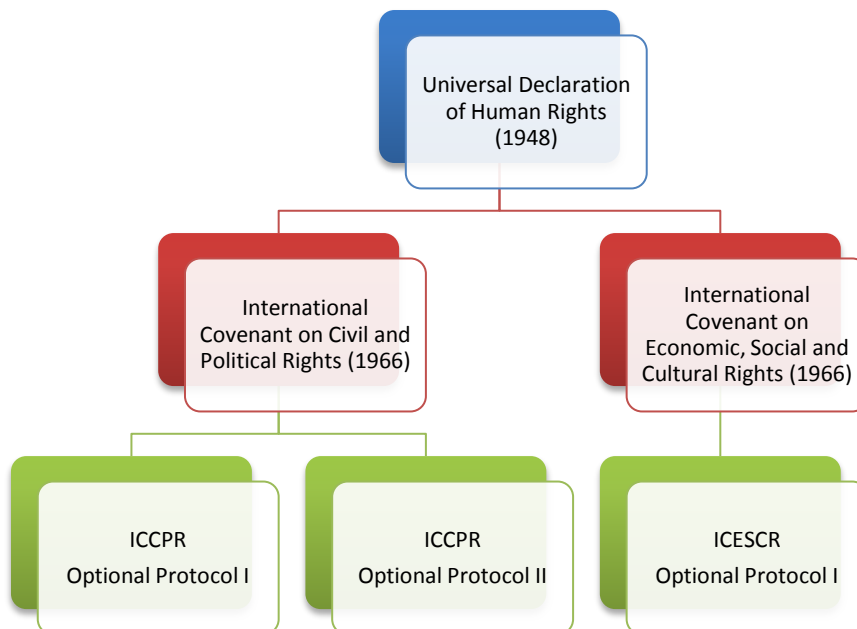 Universal Declaration
of Human Rights
(1948)
International
Covenant on Civil and
Political Rights (1966)
International
Covenant on
Economic, Social and
Cultural Rights (1966)
ICCPR
Optional Protocol I
ICCPR
Optional Protocol II
ICESCR
Optional Protocol I